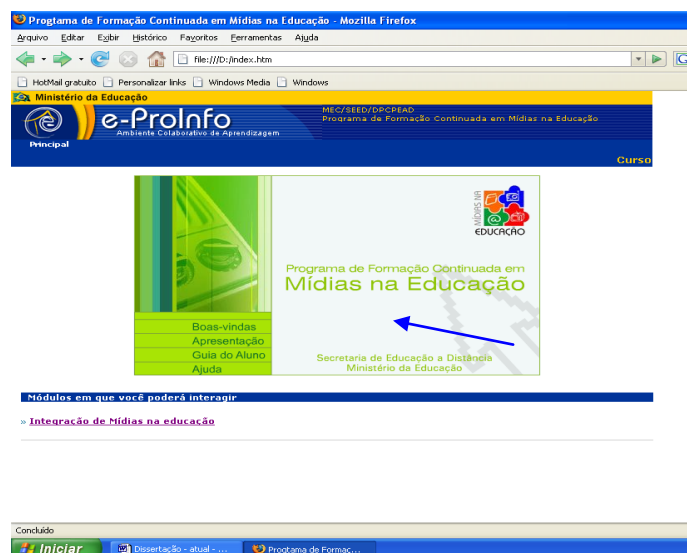 Progtama de Formação Continuada em Mídias na Educação - Mozilla Firefox
Arquivo Editar Exibir Histórico Favoritos Ferramentas Ajuda
file:///D:/index.htm
G
HotMail gratuito Personalizar links Windows Media Windows
Ministério da Educação
e-ProInfo
Ambiente Colaborativo de Aprendizagem
MEC/SEED/DPCPEAD
Programa de Formação Continuada em Mídias na Educação
Principal
Curso
MÍDIAS NA
EDUCAÇÃO
Programa de Formação Continuada em
Mídias na Educação
Boas-vindas
Apresentação
Guia do Aluno
Ajuda
Secretaria de Educação a Distância
Ministério da Educação
Módulos em que você poderá interagir
» Integração de Mídias na educação
Concluído
Iniciar
Dissertação - atual - ...
Progtama de Formaç...